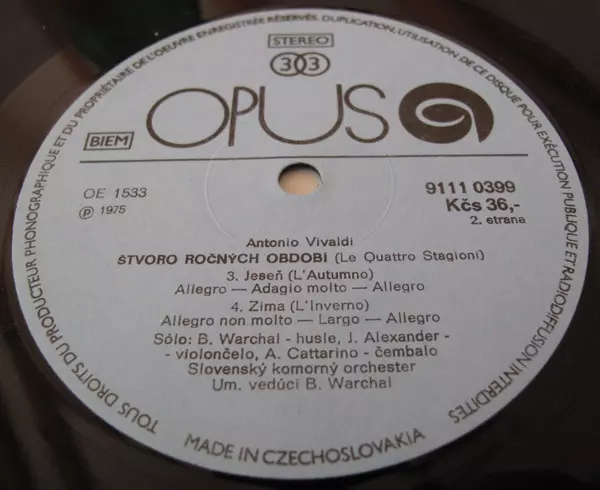 TOUS DROITS DU PRODUCTEUR PHONOGRAPHIQUE ET DU PROPRIÉTAIRE DE L'OEUVRE ENREGISTRÉE RÉSERVÉS. DUPLICATION, UTILISATION DE CE DISQUE POUR EXÉCUTION PUBLIQUE ET RADIODIFFUSION INTERDITES
STEREO
33
OPUS
BIEM
OE 1533
℗ 1975
9111 0399
Kčs 36,-
2. strana
Antonio Vivaldi
ŠTVORO ROČNÝCH OBDOBÍ (Le Quattro Stagioni)
3. Jeseň (L'Autumno)
Allegro — Adagio molto — Allegro
4. Zima (L'Inverno)
Allegro non molto — Largo — Allegro
Sólo: B. Warchal - husle, J. Alexander -
- violončelo, A. Cattarino - čembalo
Slovenský komorný orchester
Um. vedúci B. Warchal
MADE IN CZECHOSLOVAKIA